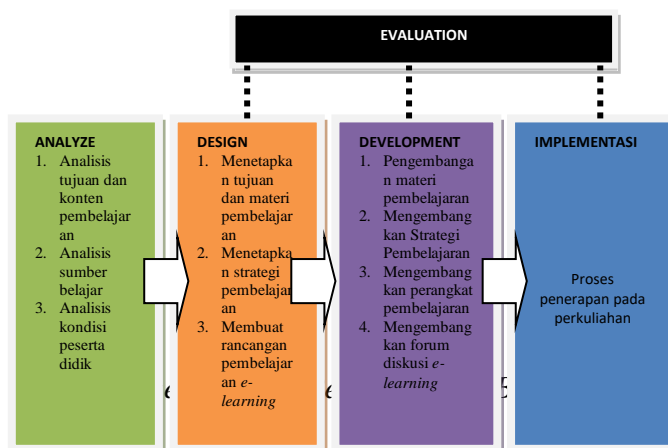 EVALUATION
ANALYZE
1. Analisis
tujuan dan
konten
pembelajar
an
2. Analisis
sumber
belajar
3. Analisis
kondisi
peserta
didik
DESIGN
1. Menetapka
n tujuan
dan materi
pembelajar
an
2. Menetapka
n strategi
pembelajar
an
3. Membuat
rancangan
pembelajar
an e-
learning
DEVELOPMENT
1. Pengembanga
n materi
pembelajaran
2. Mengembang
kan Strategi
Pembelajaran
3. Mengembang
kan perangkat
pembelajaran
4. Mengembang
kan forum
diskusi e-
learning
IMPLEMENTASI
Proses
penerapan pada
perkuliahan